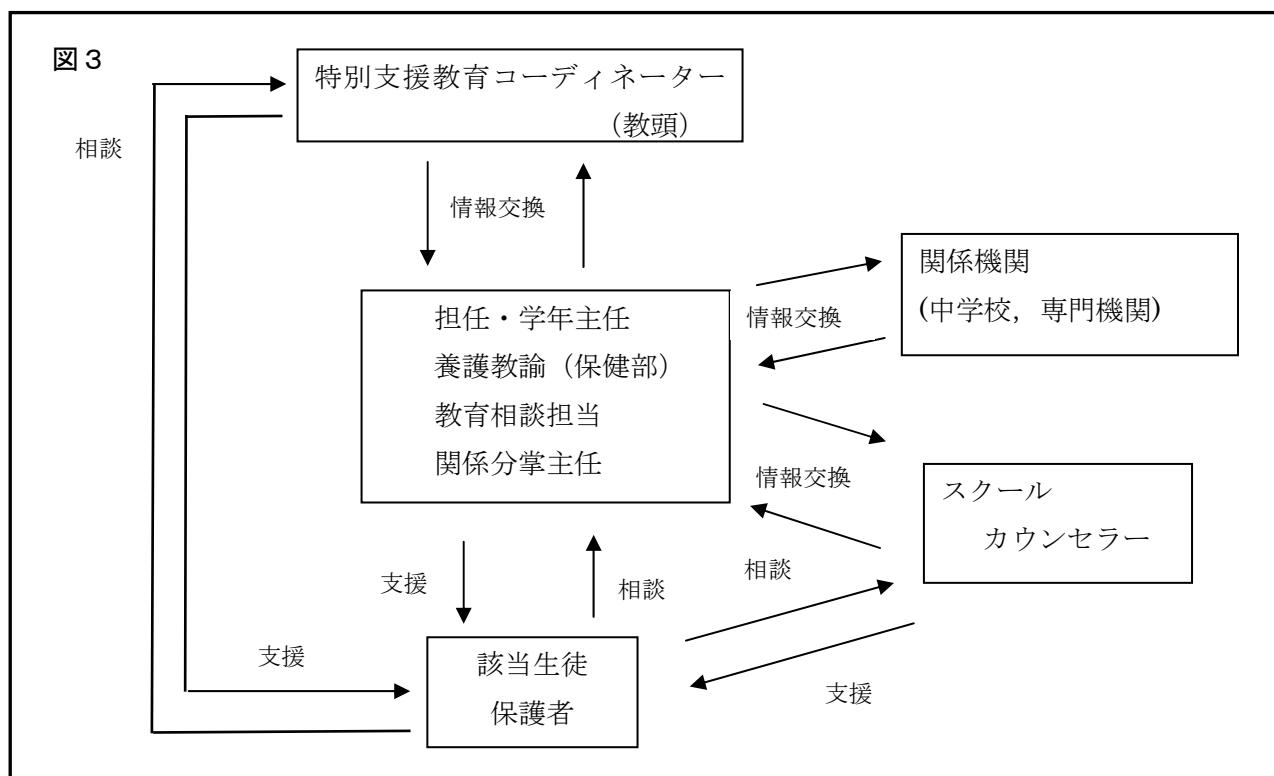 図３
特別支援教育コーディネーター
（教頭）
相談
情報交換
関係機関
(中学校，専門機関)
担任・学年主任
養護教諭（保健部）
教育相談担当
関係分掌主任
情報交換
情報交換
スクール
カウンセラー
支援
相談
相談
該当生徒
保護者
支援
支援